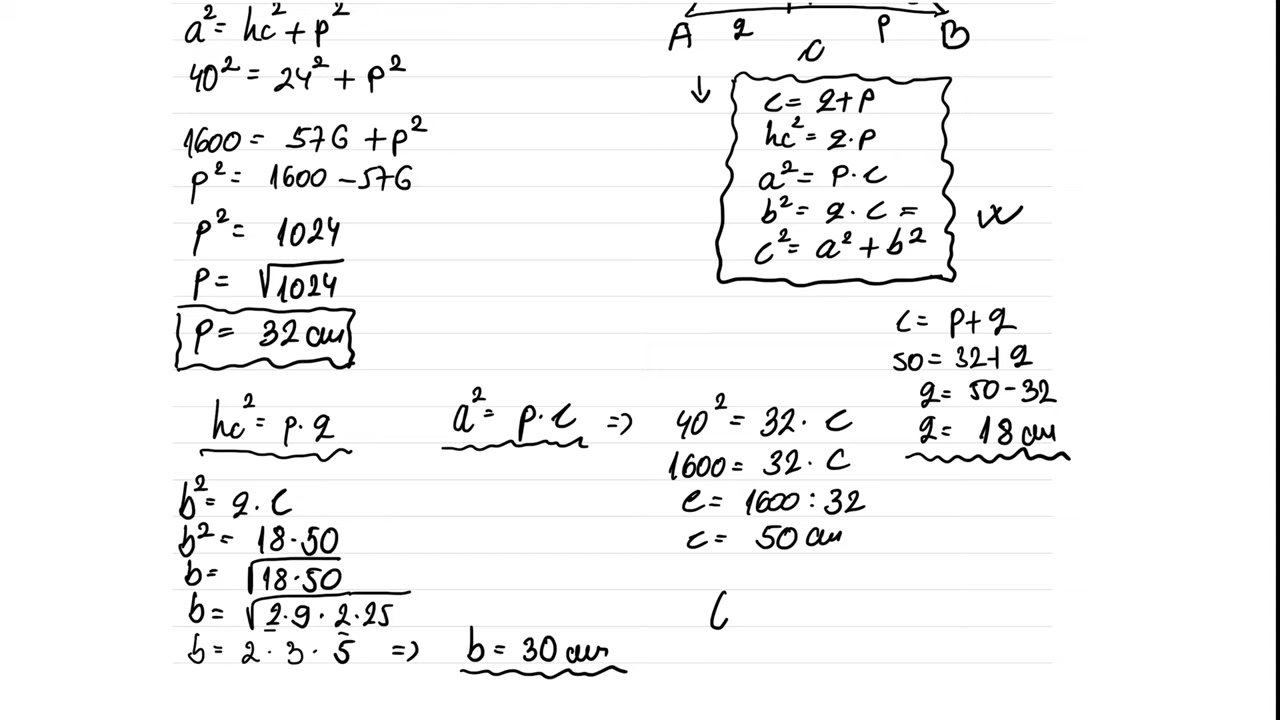 a² = hc² + p²
40² = 24² + p²
1600 = 576 + p²
p² = 1600 - 576
p² = 1024
p = √1024
p = 32 cm
A q p B
c
↓
c = q + p
hc² = q · p
a² = p · c
b² = q · c =
c² = a² + b²
c = p + q
50 = 32 + q
q = 50 - 32
q = 18 cm
hc² = p · q
a² = p · c => 40² = 32 · c
1600 = 32 · c
c = 1600 : 32
c = 50 cm
b² = q · c
b² = 18 · 50
b = √18 · 50
b = √2 · 9 · 2 · 25
b = 2 · 3 · 5 => b = 30 cm
(